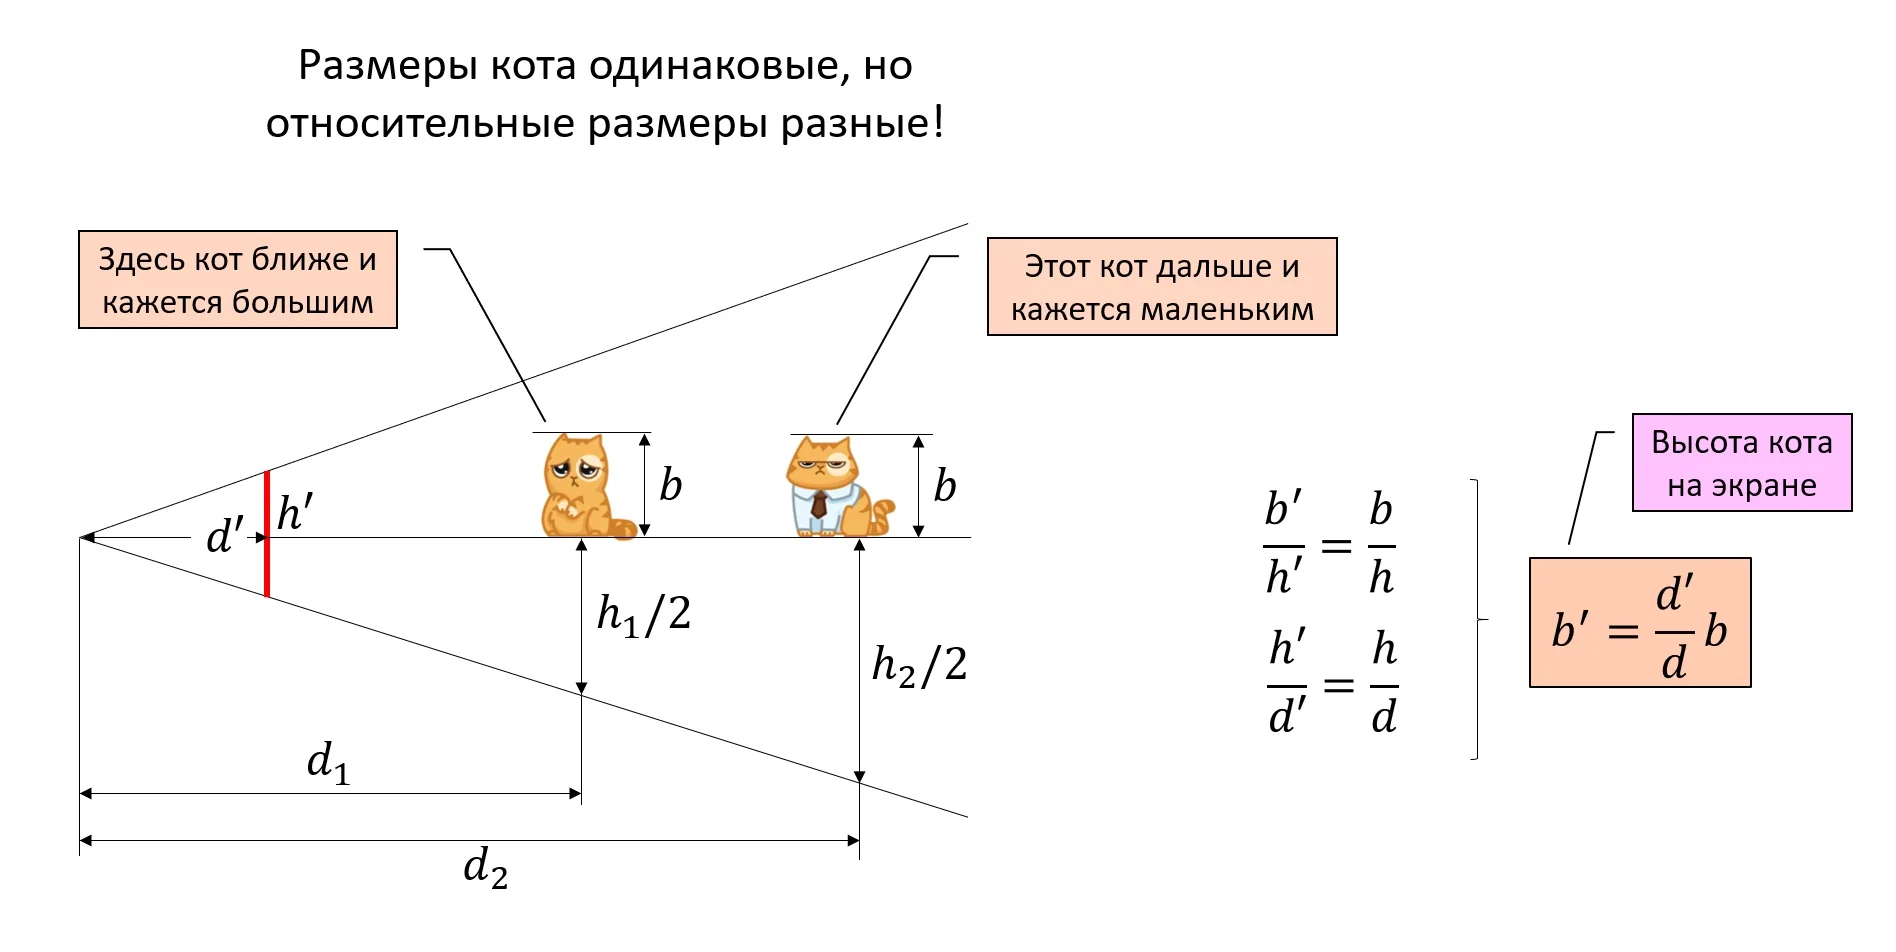 Размеры кота одинаковые, но
относительные размеры разные!
Здесь кот ближе и
кажется большим
Этот кот дальше и
кажется маленьким
b
b
d′
h′
h₁/2
h₂/2
d₁
d₂
b′/h′ = b/h
h′/d′ = h/d
Высота кота
на экране
b′ = d′/d b